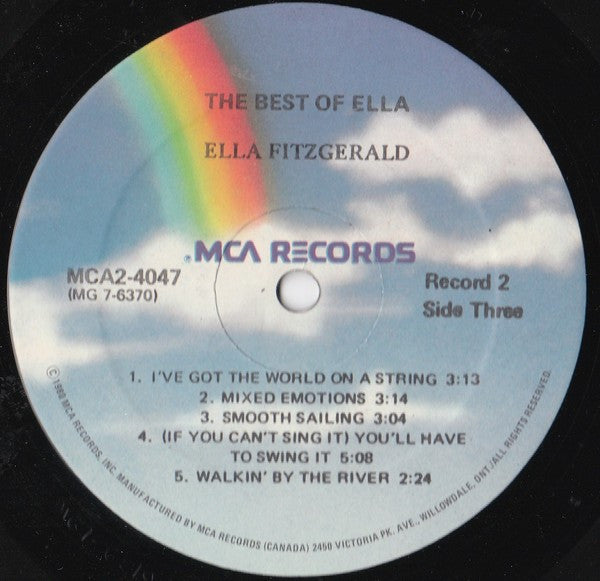 THE BEST OF ELLA
ELLA FITZGERALD
MCA RECORDS
MCA2-4047
(MG 7-6370)
Record 2
Side Three
1. I'VE GOT THE WORLD ON A STRING 3:13
2. MIXED EMOTIONS 3:14
3. SMOOTH SAILING 3:04
4. (IF YOU CAN'T SING IT) YOU'LL HAVE
TO SWING IT 5:08
5. WALKIN' BY THE RIVER 2:24
© 1980 MCA RECORDS, INC. MANUFACTURED BY MCA RECORDS (CANADA) 2450 VICTORIA PK. AVE., WILLOWDALE, ONT./ALL RIGHTS RESERVED.